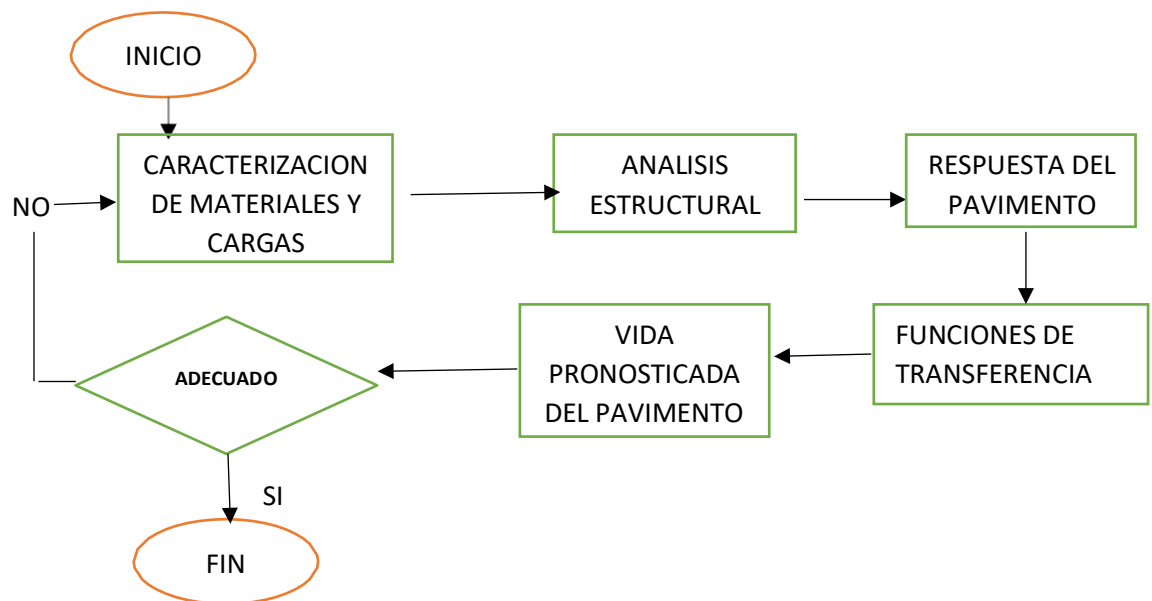 INICIO
CARACTERIZACION
DE MATERIALES Y
CARGAS
ANALISIS
ESTRUCTURAL
RESPUESTA DEL
PAVIMENTO
FUNCIONES DE
TRANSFERENCIA
VIDA
PRONOSTICADA
DEL PAVIMENTO
ADECUADO
NO
SI
FIN